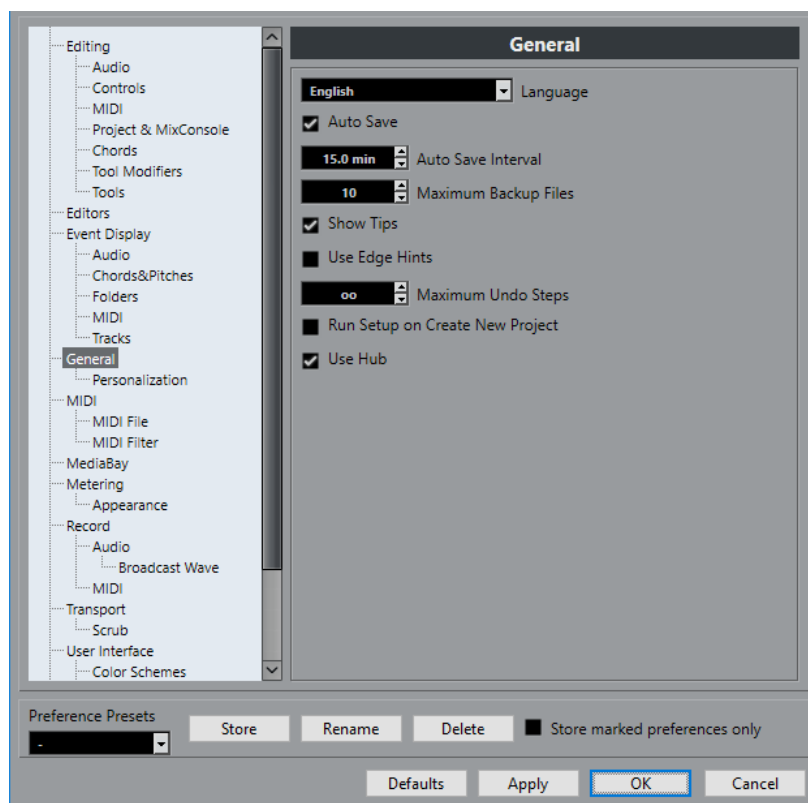 Editing
Audio
Controls
MIDI
Project & MixConsole
Chords
Tool Modifiers
Tools
Editors
Event Display
Audio
Chords&Pitches
Folders
MIDI
Tracks
General
Personalization
MIDI
MIDI File
MIDI Filter
MediaBay
Metering
Appearance
Record
Audio
Broadcast Wave
MIDI
Transport
Scrub
User Interface
Color Schemes
General
English Language
Auto Save
15.0 min Auto Save Interval
10 Maximum Backup Files
Show Tips
Use Edge Hints
oo Maximum Undo Steps
Run Setup on Create New Project
Use Hub
Preference Presets
-
Store Rename Delete Store marked preferences only
Defaults Apply OK Cancel